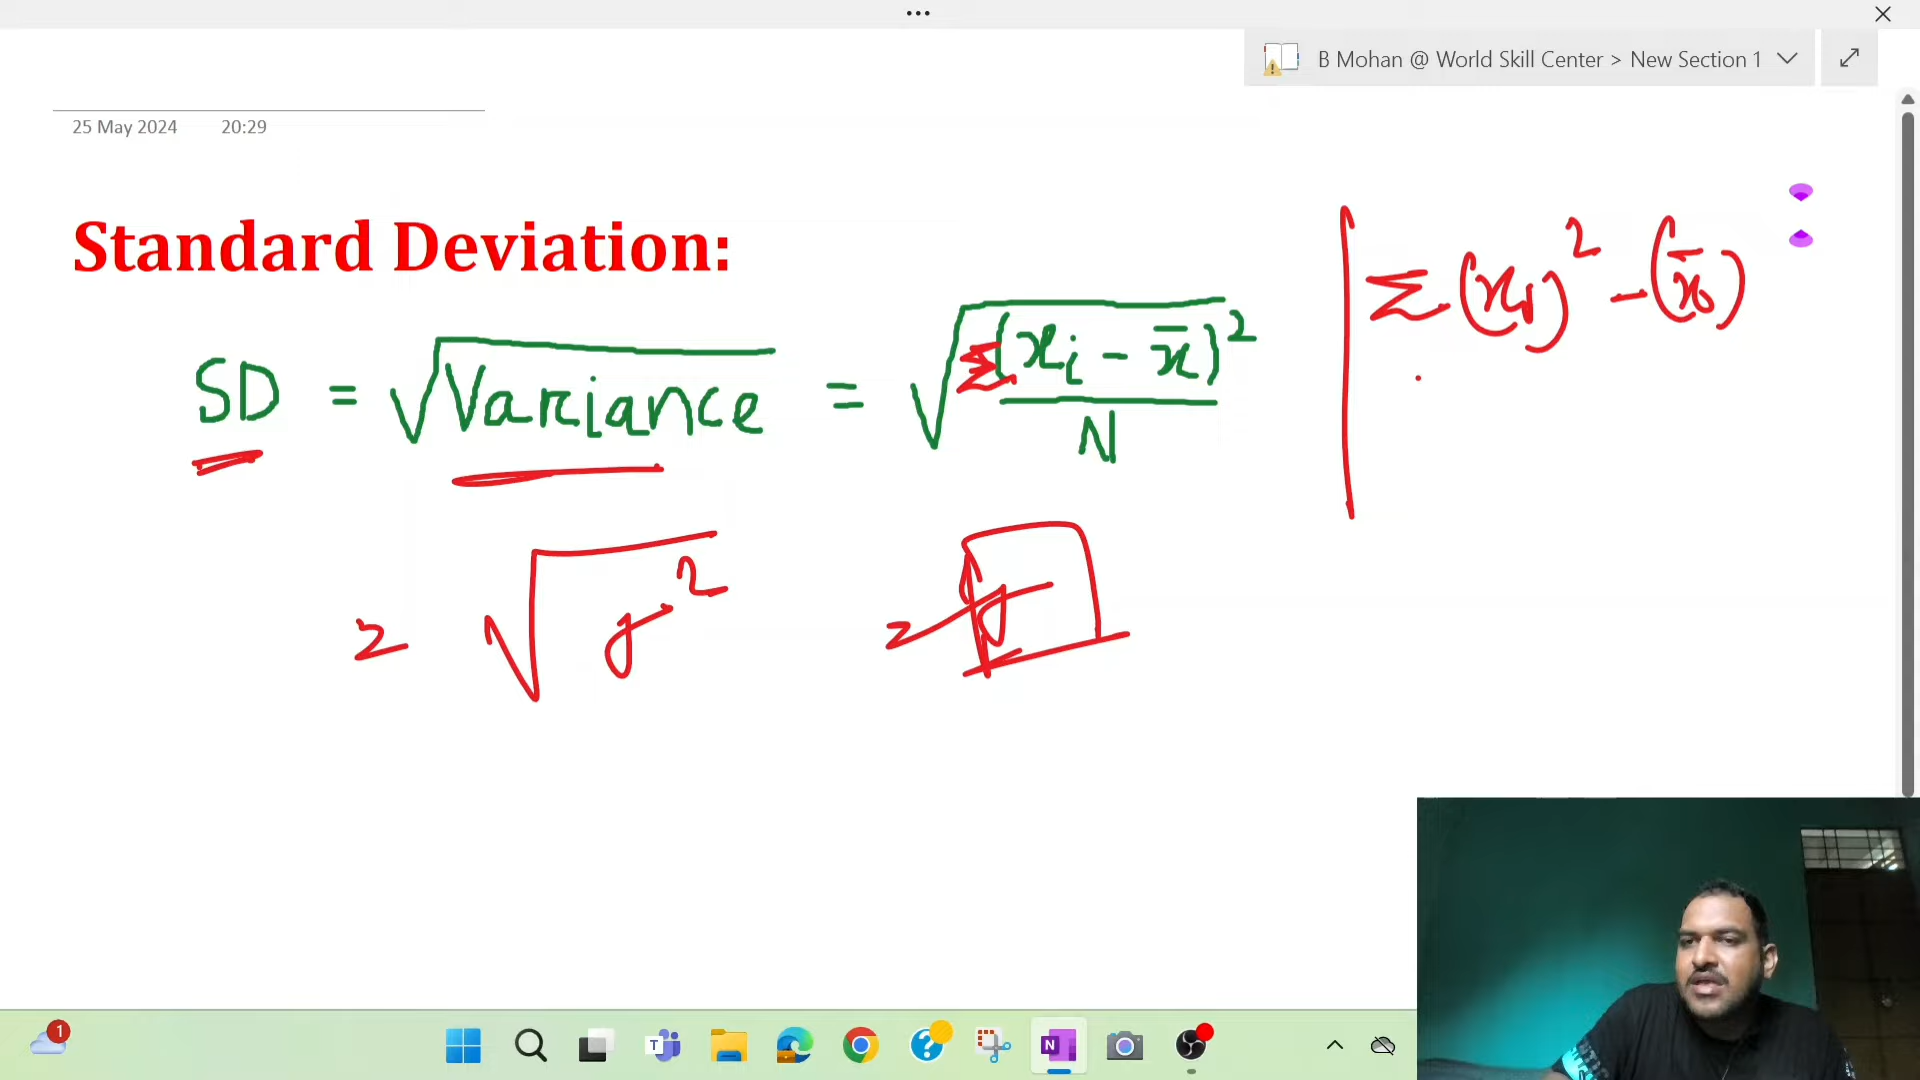 B Mohan @ World Skill Center > New Section 1
25 May 2024 20:29
Standard Deviation:
SD = √Variance = √(Σ(xᵢ - x̄)² / N)
Σ(xᵢ)² - (x̄)
= √σ² = σ
1